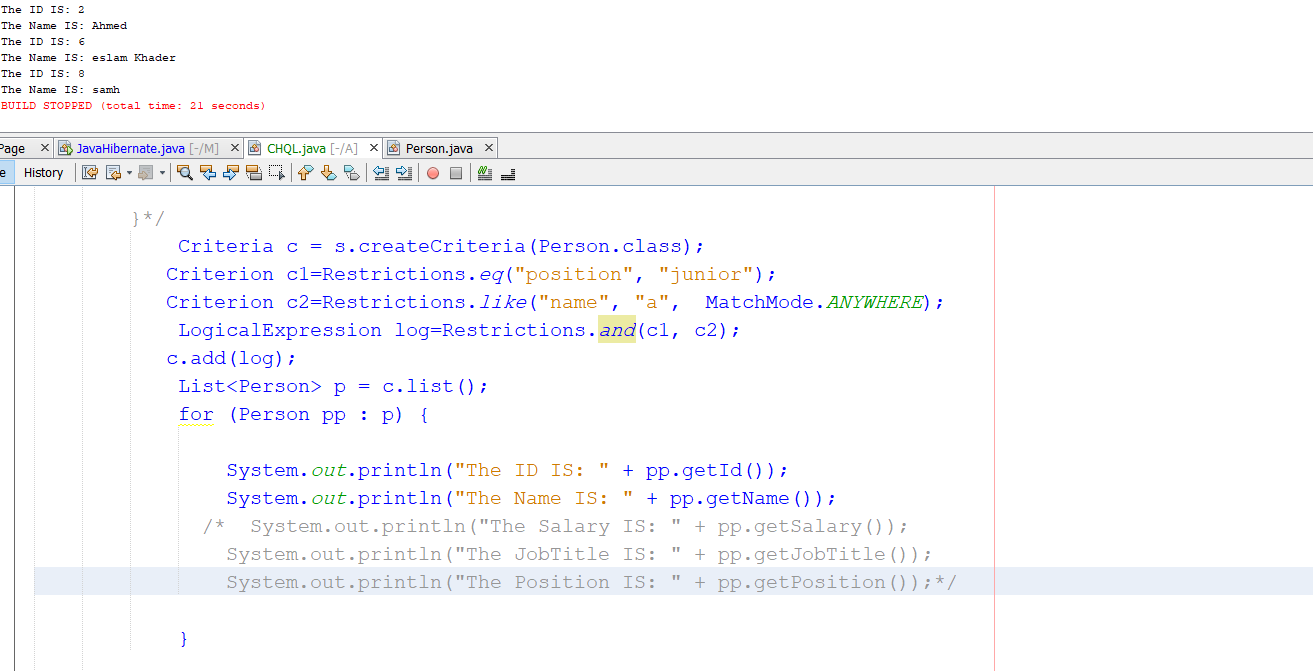 The ID IS: 2
The Name IS: Ahmed
The ID IS: 6
The Name IS: eslam Khader
The ID IS: 8
The Name IS: samh
BUILD STOPPED (total time: 21 seconds)
Page JavaHibernate.java [-/M] CHQL.java [-/A] Person.java
e History
}*/
Criteria c = s.createCriteria(Person.class);
Criterion c1=Restrictions.eq("position", "junior");
Criterion c2=Restrictions.like("name", "a",  MatchMode.ANYWHERE);
LogicalExpression log=Restrictions.and(c1, c2);
c.add(log);
List<Person> p = c.list();
for (Person pp : p) {
System.out.println("The ID IS: " + pp.getId());
System.out.println("The Name IS: " + pp.getName());
/*  System.out.println("The Salary IS: " + pp.getSalary());
System.out.println("The JobTitle IS: " + pp.getJobTitle());
System.out.println("The Position IS: " + pp.getPosition());*/
}